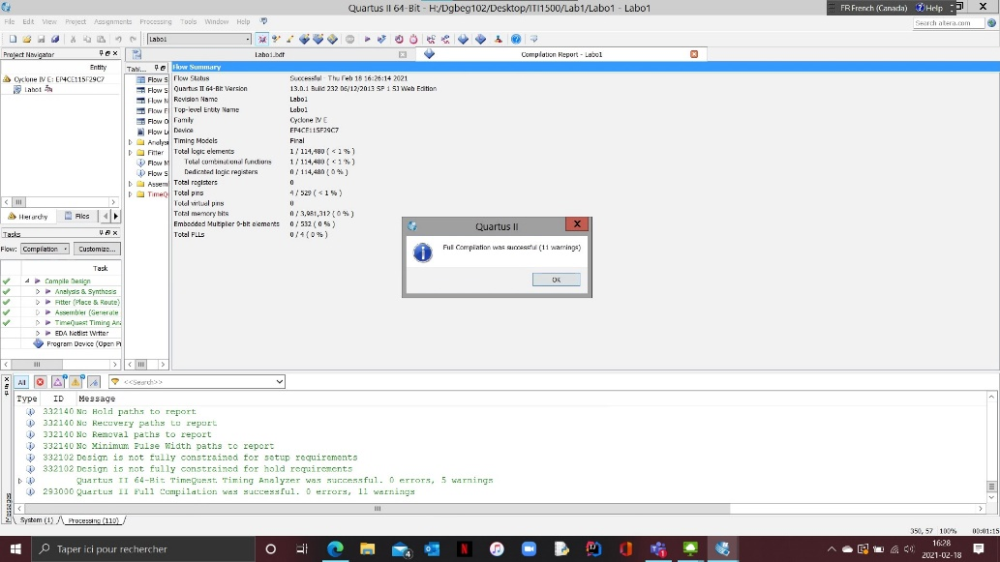 Quartus II 64-Bit - H:/Dgbeg102/Desktop/ITI1500/Lab1/Labo1 - Labo1
FR French (Canada) Help
File Edit View Project Assignments Processing Tools Window Help
Search altera.com
Labo1
Project Navigator
Entity
Cyclone IV E: EP4CE115F29C7
Labo1
Hierarchy Files
Tasks
Flow: Compilation Customize...
Task
Compile Design
Analysis & Synthesis
Fitter (Place & Route)
Assembler (Generate
TimeQuest Timing Ana
EDA Netlist Writer
Program Device (Open Pr
Labo1.bdf
Compilation Report - Labo1
Tabl...
Flow S
Flow S
Flow N
Flow E
Flow O
Flow Lo
Analys
Fitter
Flow M
Flow S
Assem
TimeQ
Flow Summary
Flow Status Successful - Thu Feb 18 16:26:14 2021
Quartus II 64-Bit Version 13.0.1 Build 232 06/12/2013 SP 1 SJ Web Edition
Revision Name Labo1
Top-level Entity Name Labo1
Family Cyclone IV E
Device EP4CE115F29C7
Timing Models Final
Total logic elements 1 / 114,480 ( < 1 % )
Total combinational functions 1 / 114,480 ( < 1 % )
Dedicated logic registers 0 / 114,480 ( 0 % )
Total registers 0
Total pins 4 / 529 ( < 1 % )
Total virtual pins 0
Total memory bits 0 / 3,981,312 ( 0 % )
Embedded Multiplier 9-bit elements 0 / 532 ( 0 % )
Total PLLs 0 / 4 ( 0 % )
Quartus II
Full Compilation was successful (11 warnings)
OK
All <<Search>>
Type ID Message
332140 No Hold paths to report
332140 No Recovery paths to report
332140 No Removal paths to report
332140 No Minimum Pulse Width paths to report
332102 Design is not fully constrained for setup requirements
332102 Design is not fully constrained for hold requirements
Quartus II 64-Bit TimeQuest Timing Analyzer was successful. 0 errors, 5 warnings
293000 Quartus II Full Compilation was successful. 0 errors, 11 warnings
Messages
System (1) Processing (110)
350, 57 100% 00:01:15
Taper ici pour rechercher
4
16:28
2021-02-18